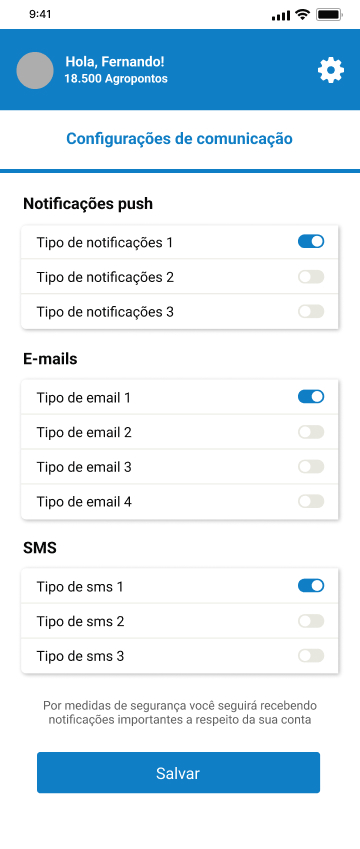 9:41
Hola, Fernando!
18.500 Agropontos
Configurações de comunicação
Notificações push
Tipo de notificações 1
Tipo de notificações 2
Tipo de notificações 3
E-mails
Tipo de email 1
Tipo de email 2
Tipo de email 3
Tipo de email 4
SMS
Tipo de sms 1
Tipo de sms 2
Tipo de sms 3
Por medidas de segurança você seguirá recebendo
notificações importantes a respeito da sua conta
Salvar